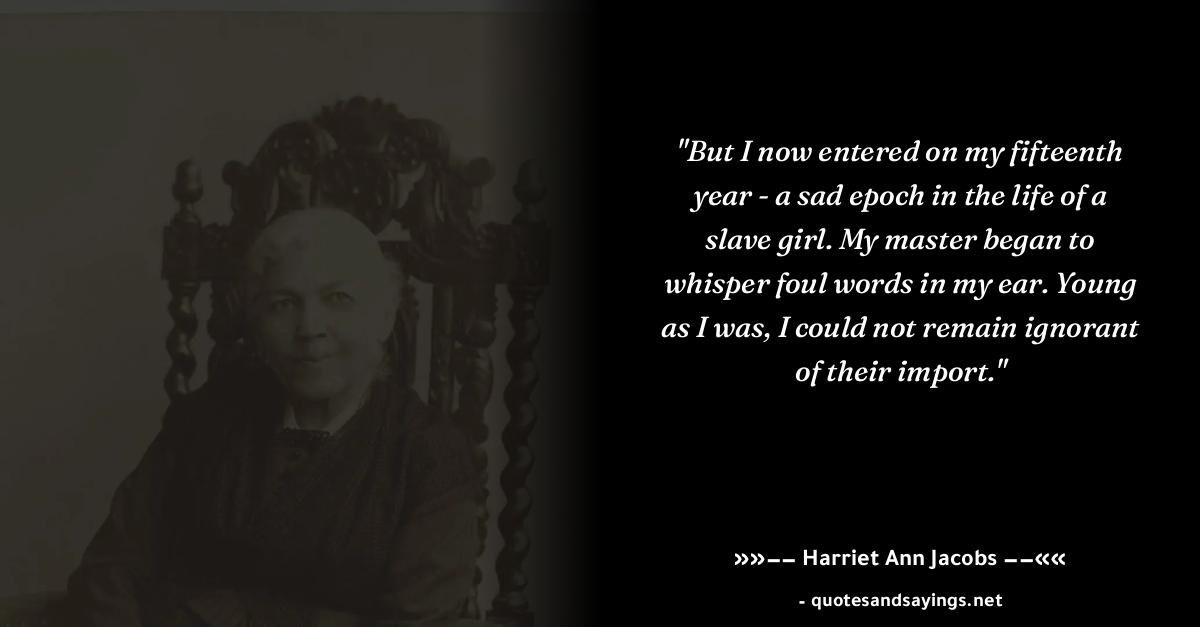 "But I now entered on my fifteenth
year - a sad epoch in the life of a
slave girl. My master began to
whisper foul words in my ear. Young
as I was, I could not remain ignorant
of their import."
»»–– Harriet Ann Jacobs ––««
- quotesandsayings.net